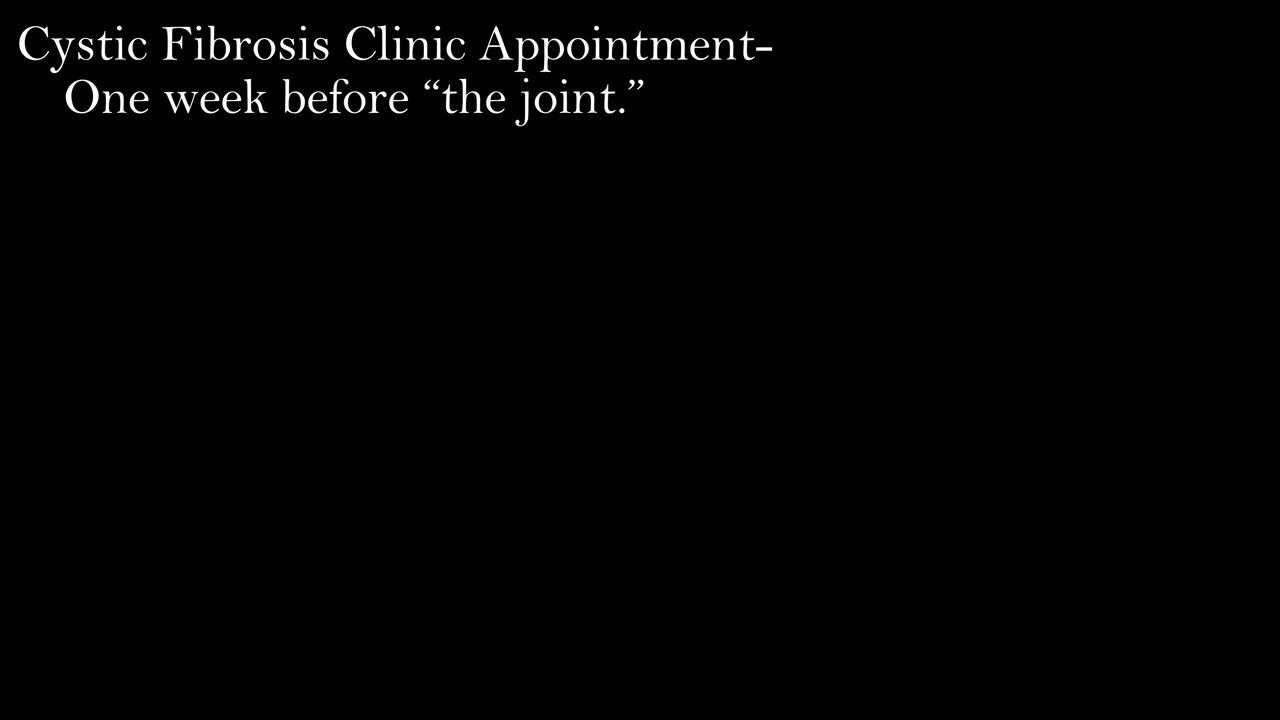 Cystic Fibrosis Clinic Appointment-
One week before “the joint.”